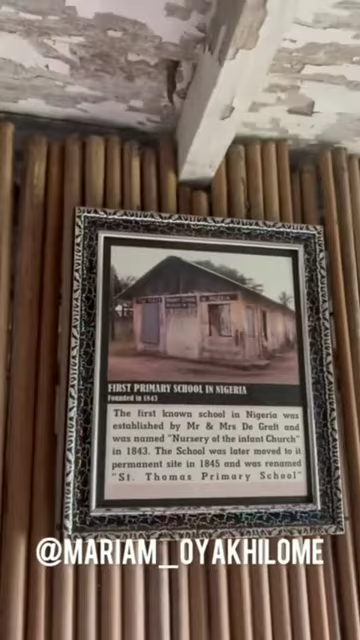 FIRST PRIMARY SCHOOL IN NIGERIA
Founded in 1843
The first known school in Nigeria was
established by Mr & Mrs De Graft and
was named "Nursery of the infant Church"
in 1843. The School was later moved to it
permanent site in 1845 and was renamed
"St. Thomas Primary School"
@MARIAM_OYAKHILOME